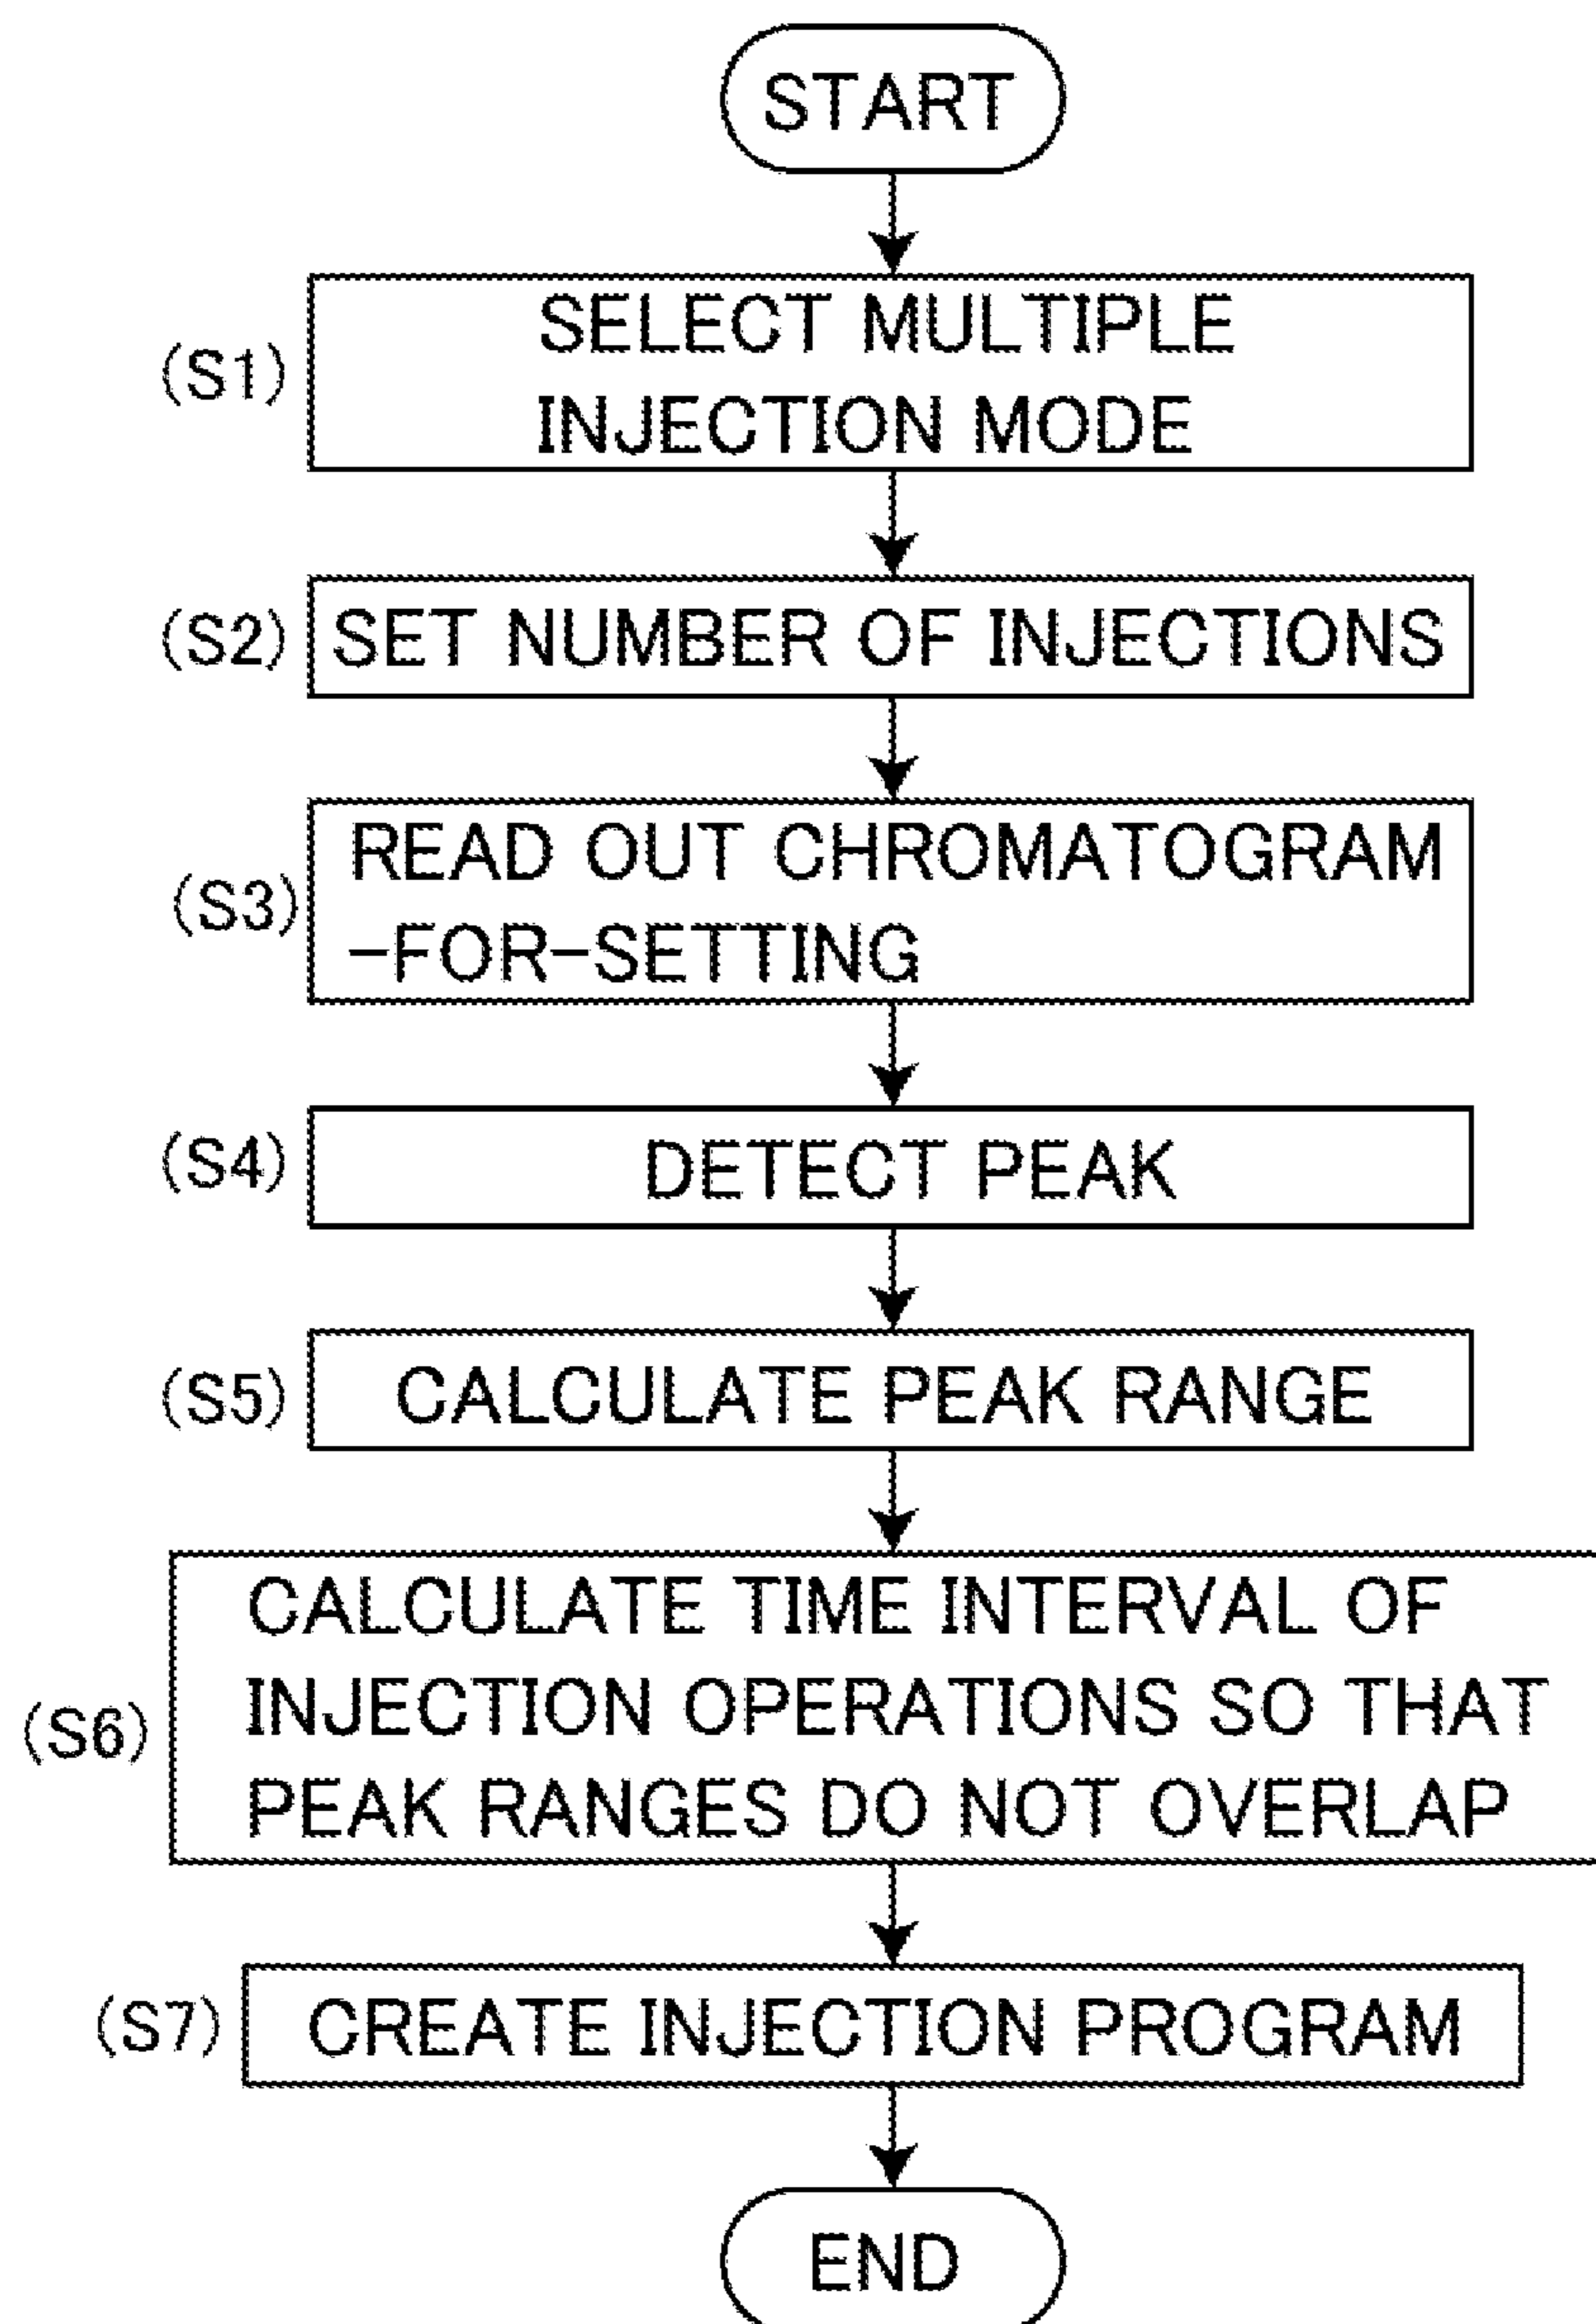 START
(S1)
SELECT MULTIPLE
INJECTION MODE
(S2)
SET NUMBER OF INJECTIONS
(S3)
READ OUT CHROMATOGRAM
-FOR-SETTING
(S4)
DETECT PEAK
(S5)
CALCULATE PEAK RANGE
(S6)
CALCULATE TIME INTERVAL OF
INJECTION OPERATIONS SO THAT
PEAK RANGES DO NOT OVERLAP
(S7)
CREATE INJECTION PROGRAM
END